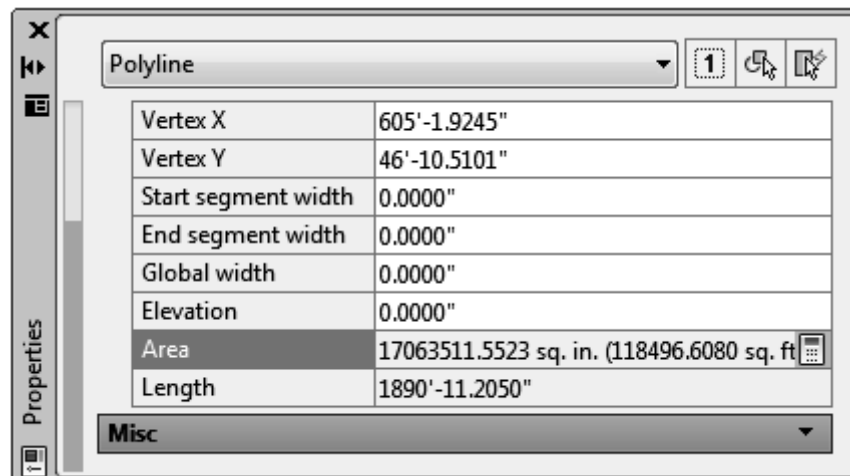 Polyline
1
Vertex X 605'-1.9245"
Vertex Y 46'-10.5101"
Start segment width 0.0000"
End segment width 0.0000"
Global width 0.0000"
Elevation 0.0000"
Area 17063511.5523 sq. in. (118496.6080 sq. ft
Length 1890'-11.2050"
Misc
Properties